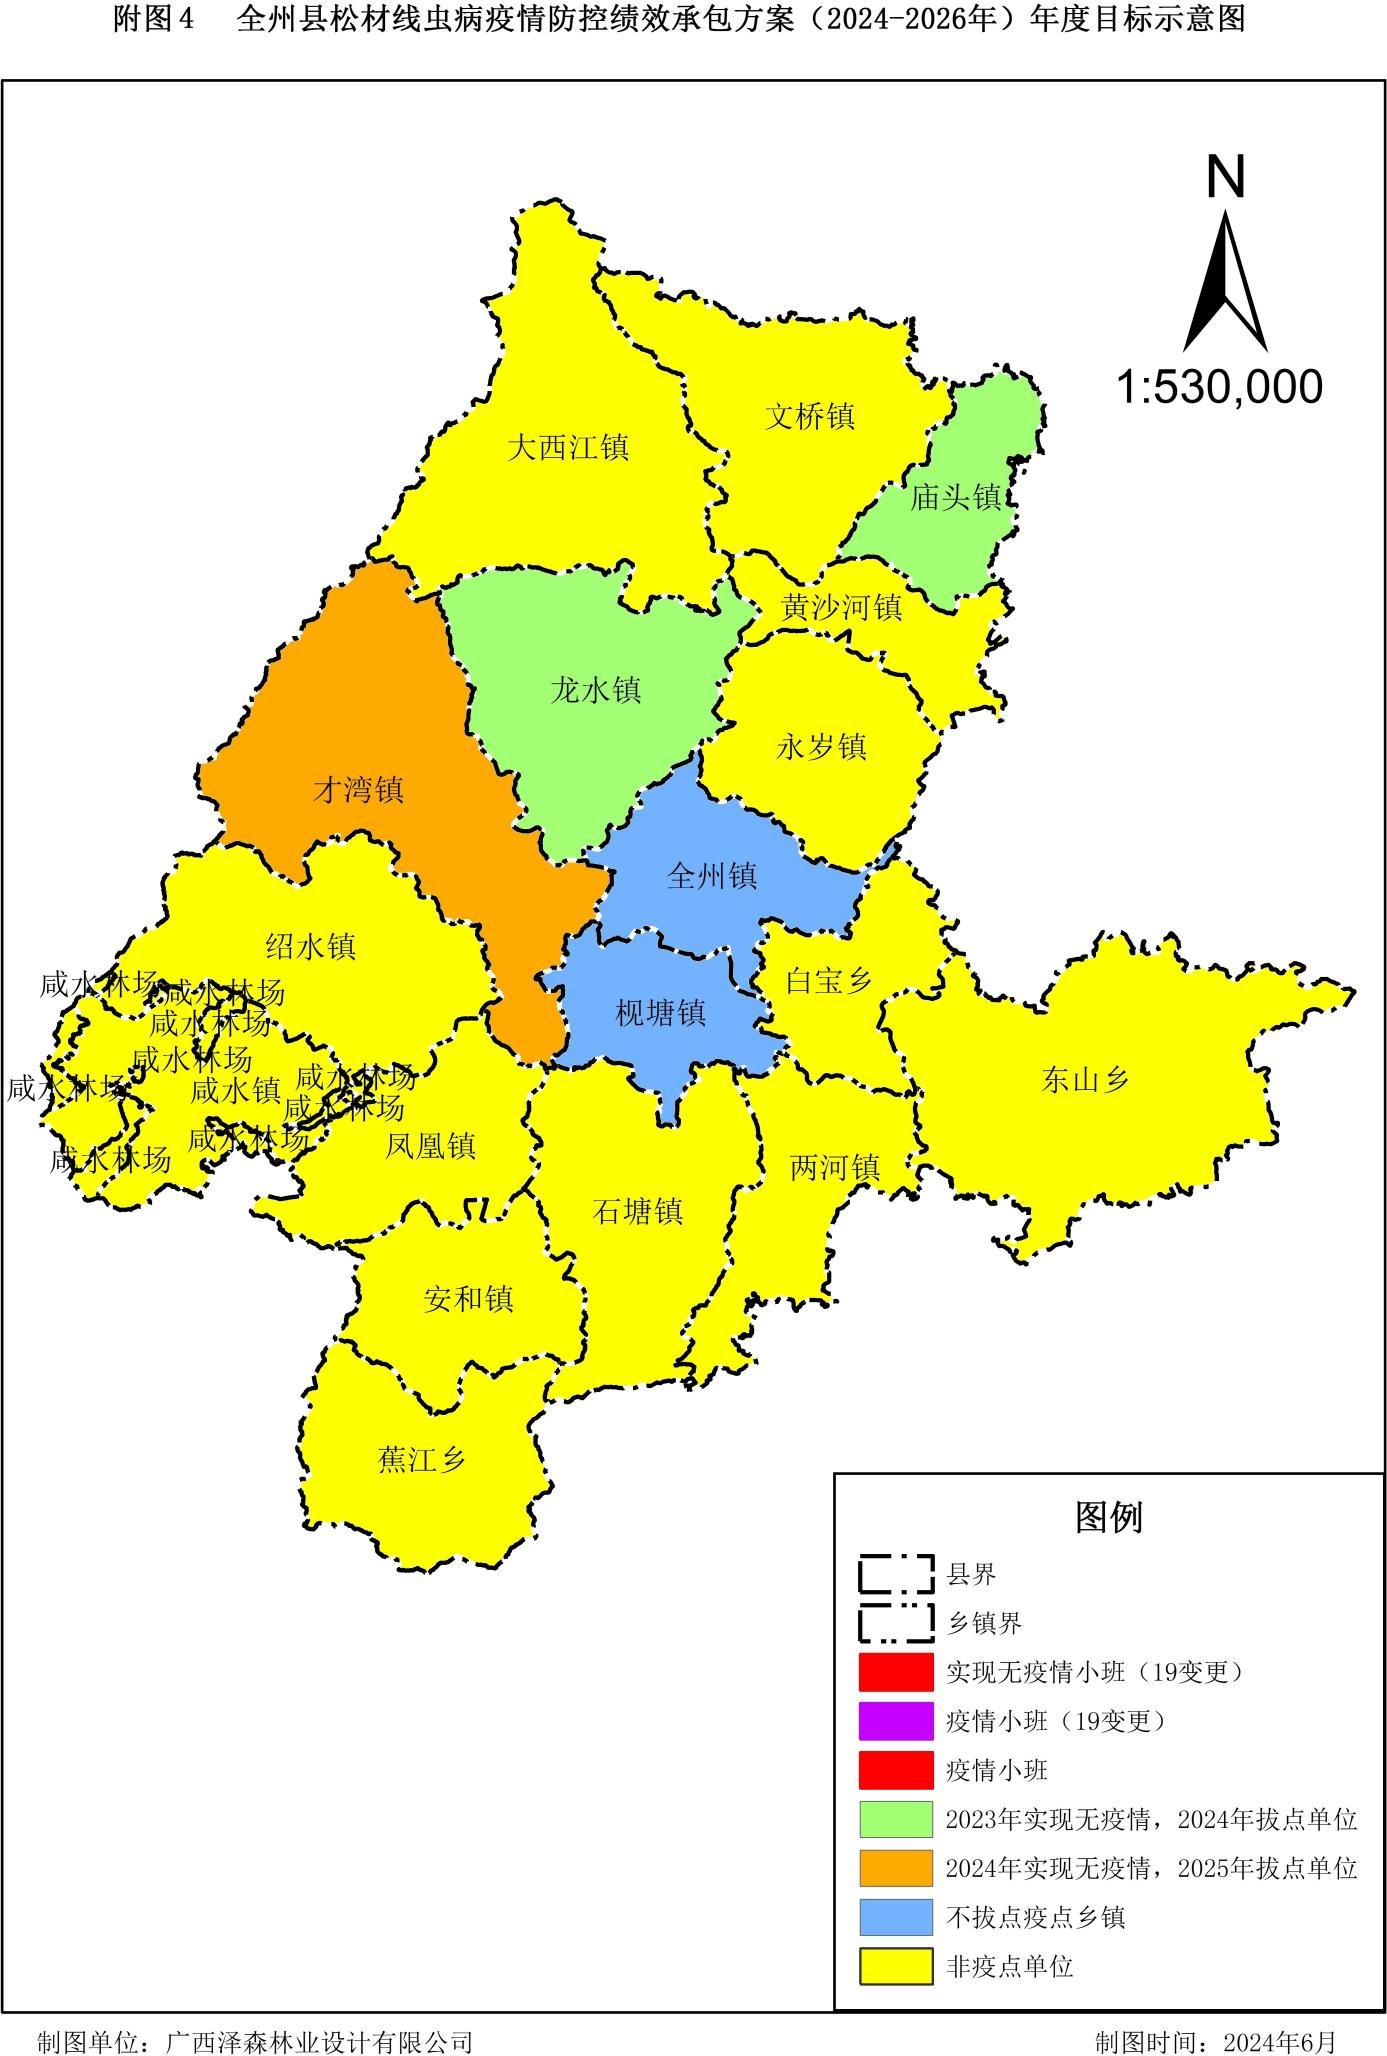 附图4 全州县松材线虫病疫情防控绩效承包方案（2024-2026年）年度目标示意图
N
1:530,000
文桥镇
大西江镇
庙头镇
黄沙河镇
龙水镇
永岁镇
才湾镇
全州镇
绍水镇
咸水林场
咸水林场
白宝乡
枧塘镇
咸水林场
咸水林场
咸水林场
咸水镇
咸水林场
东山乡
咸水林场
咸水林场
凤凰镇
咸水林场
两河镇
石塘镇
安和镇
蕉江乡
图例
县界
乡镇界
实现无疫情小班（19变更）
疫情小班（19变更）
疫情小班
2023年实现无疫情，2024年拔点单位
2024年实现无疫情，2025年拔点单位
不拔点疫点乡镇
非疫点单位
制图单位：广西泽森林业设计有限公司
制图时间：2024年6月